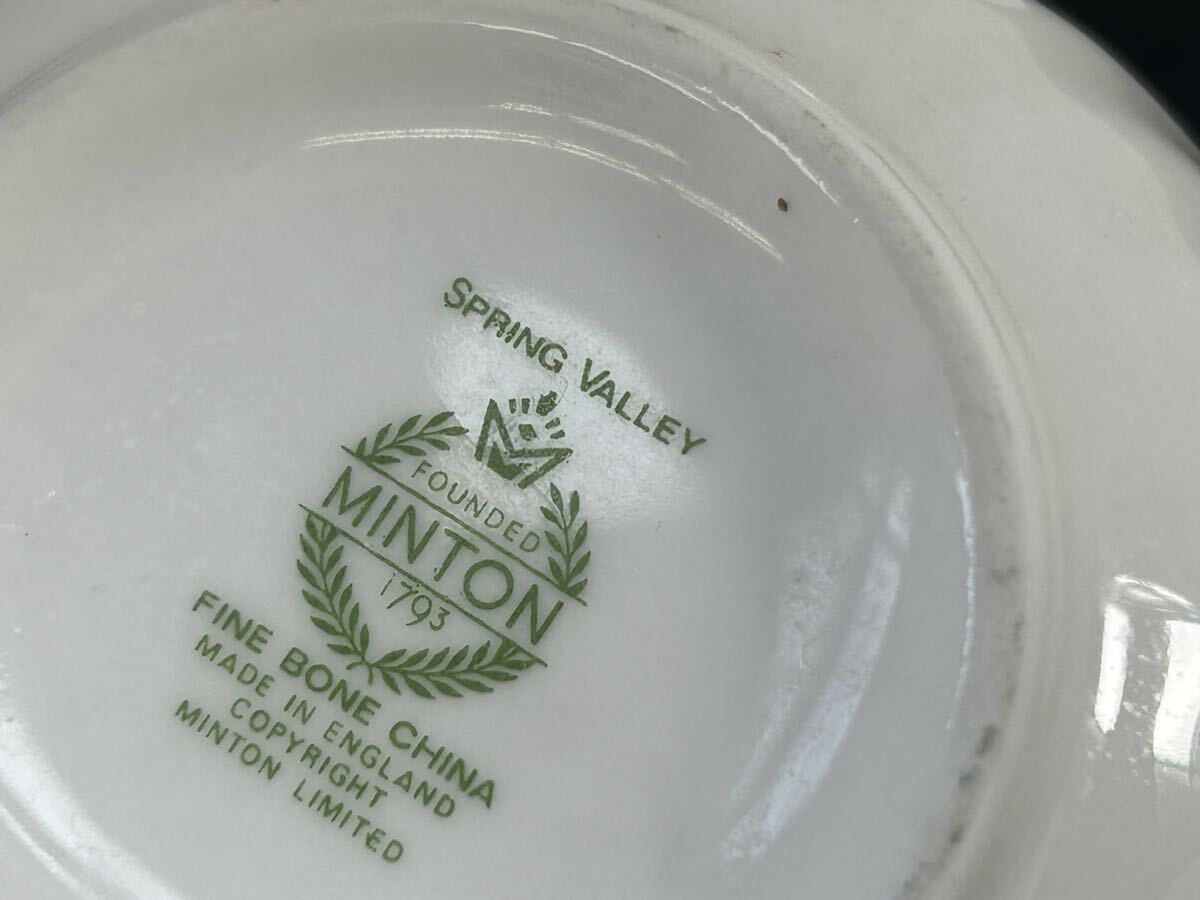 SPRING VALLEY
M
FOUNDED
MINTON
1793
FINE BONE CHINA
MADE IN ENGLAND
COPYRIGHT
MINTON LIMITED